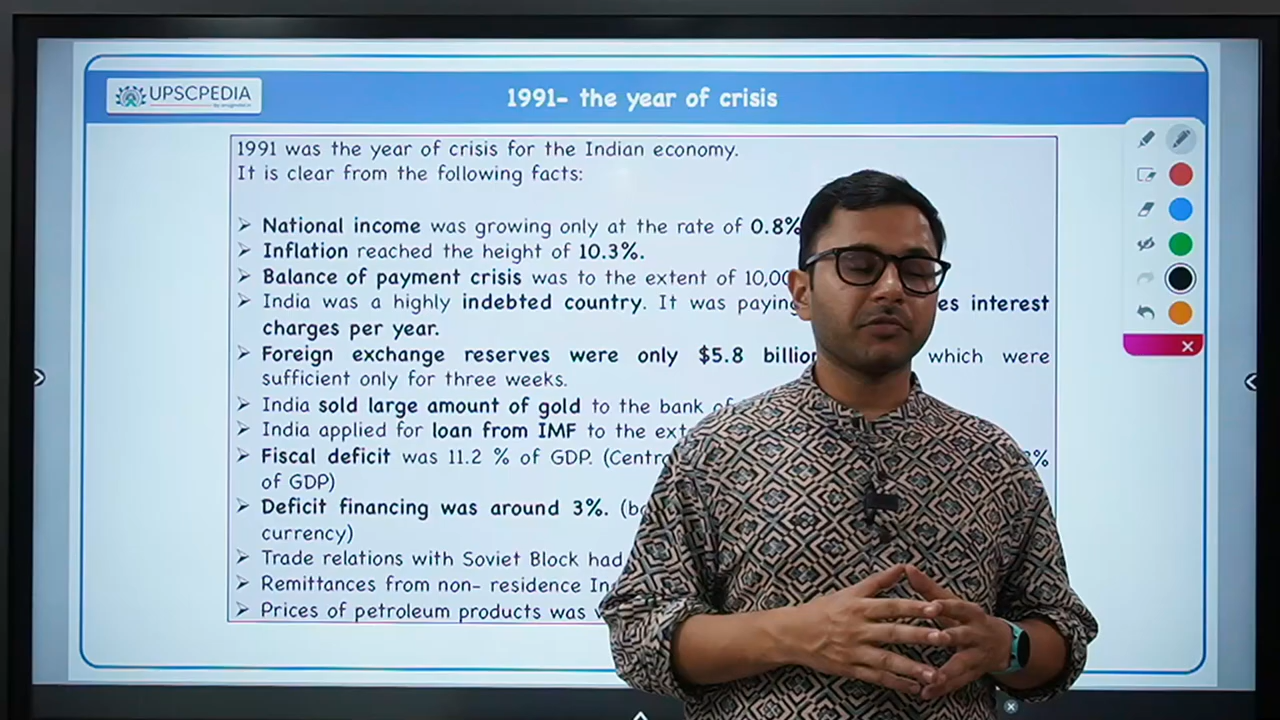 UPSCPEDIA
1991- the year of crisis
1991 was the year of crisis for the Indian economy.
It is clear from the following facts:
➤ National income was growing only at the rate of 0.8%
➤ Inflation reached the height of 10.3%.
➤ Balance of payment crisis was to the extent of 10,00
➤ India was a highly indebted country. It was paying es interest
charges per year.
➤ Foreign exchange reserves were only $5.8 which were
sufficient only for three weeks.
➤ India sold large amount of gold to the bank of
➤ India applied for loan from IMF to the
➤ Fiscal deficit was 11.2 % of GDP. %
of GDP)
➤ Deficit financing was around 3%.
currency)
➤ Trade relations with Soviet Block had
➤ Remittances from non- residence
➤ Prices of petroleum products was